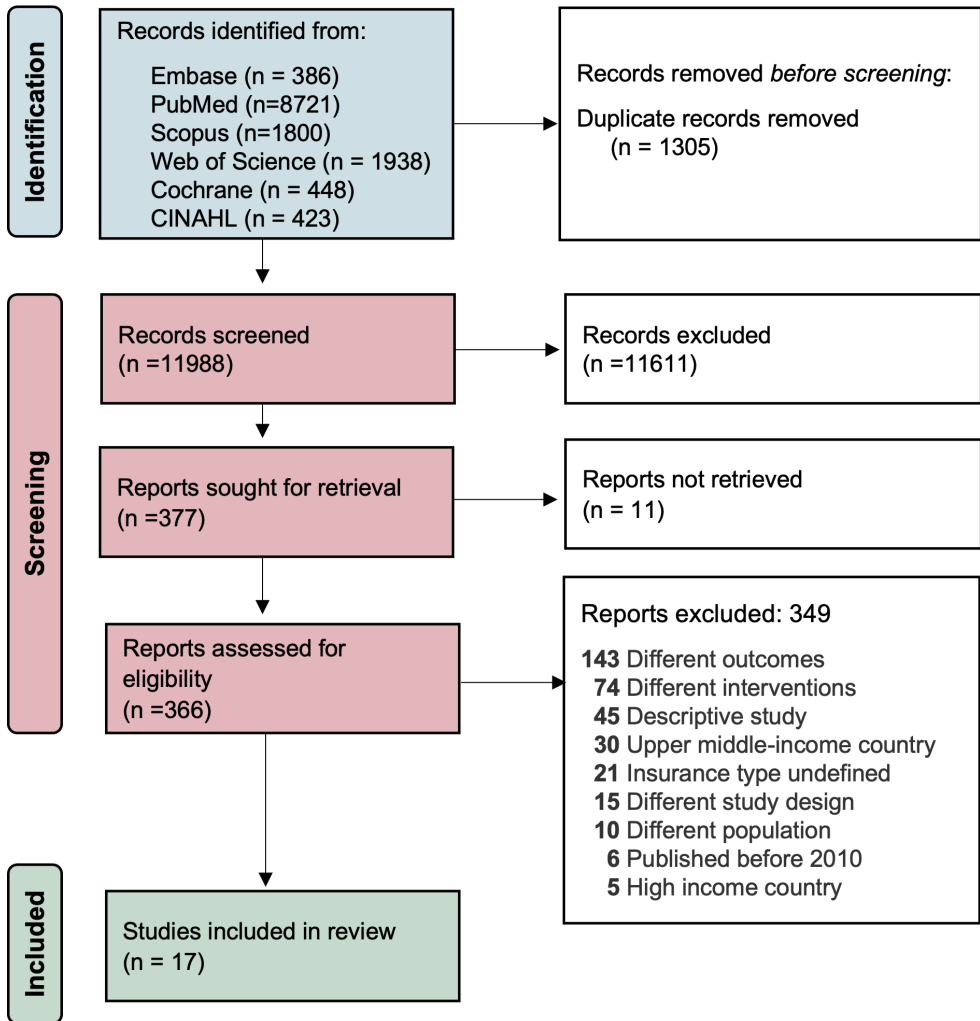 Identification
Records identified from:
Embase (n = 386)
PubMed (n=8721)
Scopus (n=1800)
Web of Science (n = 1938)
Cochrane (n = 448)
CINAHL (n = 423)
Records removed before screening:
Duplicate records removed
(n = 1305)
Screening
Records screened
(n =11988)
Records excluded
(n =11611)
Reports sought for retrieval
(n =377)
Reports not retrieved
(n = 11)
Reports assessed for
eligibility
(n =366)
Reports excluded: 349
143 Different outcomes
74 Different interventions
45 Descriptive study
30 Upper middle-income country
21 Insurance type undefined
15 Different study design
10 Different population
6 Published before 2010
5 High income country
Included
Studies included in review
(n = 17)